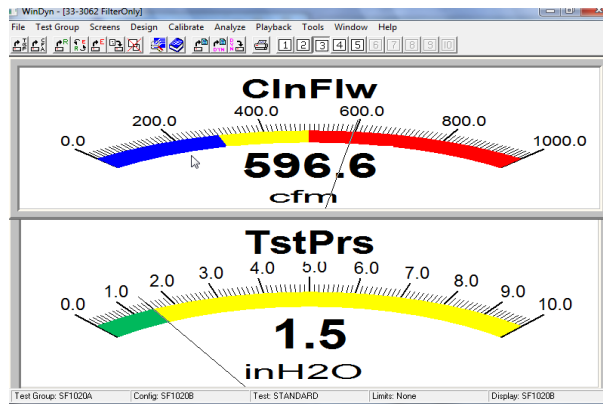 WinDyn - [33-3062 FilterOnly]
File Test Group Screens Design Calibrate Analyze Playback Tools Window Help
1 2 3 4 5 6 7 8 9 10
ClnFlw
0.0 200.0 400.0 600.0 800.0 1000.0
596.6
cfm
TstPrs
0.0 1.0 2.0 3.0 4.0 5.0 6.0 7.0 8.0 9.0 10.0
1.5
inH2O
Test Group: SF1020A Config: SF1020B Test: STANDARD Limits: None Display: SF1020B